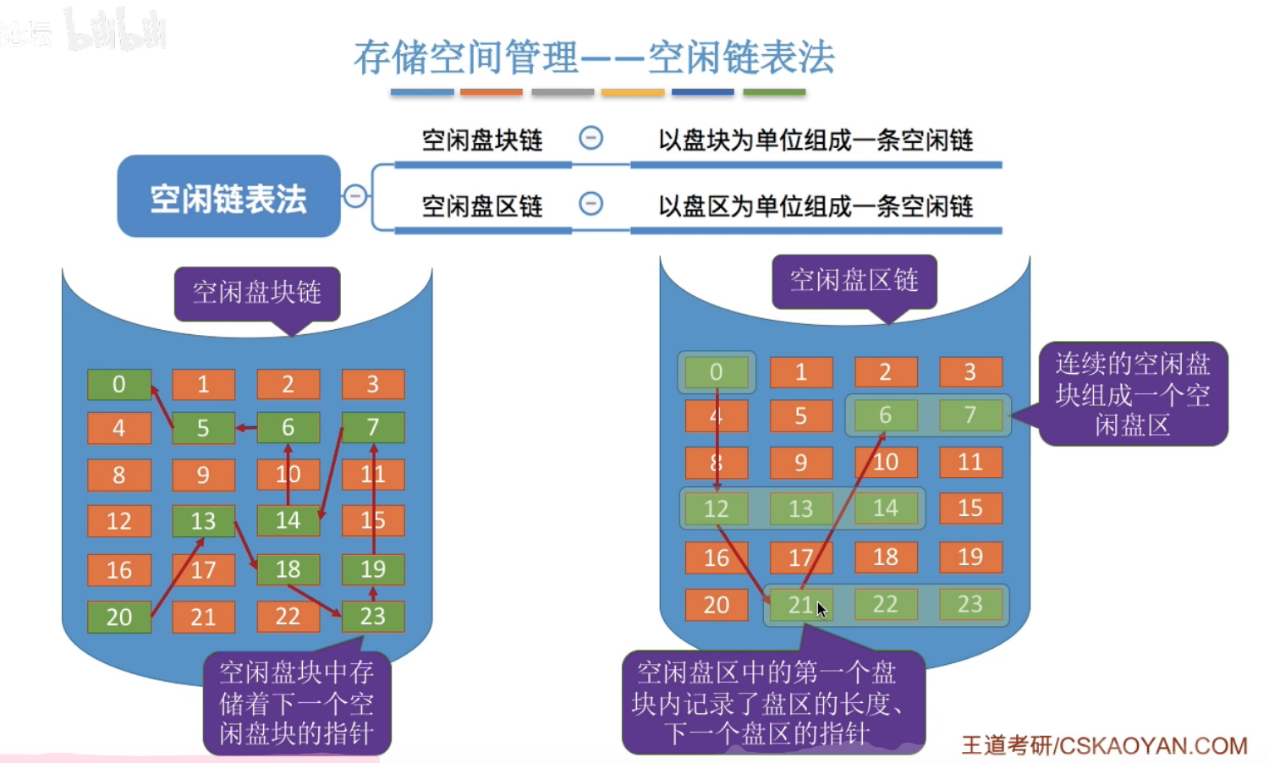 论坛 bilibili
存储空间管理——空闲链表法
空闲链表法
空闲盘块链
以盘块为单位组成一条空闲链
空闲盘区链
以盘区为单位组成一条空闲链
空闲盘块链
0 1 2 3
4 5 6 7
8 9 10 11
12 13 14 15
16 17 18 19
20 21 22 23
空闲盘块中存
储着下一个空
闲盘块的指针
空闲盘区链
0 1 2 3
4 5 6 7
8 9 10 11
12 13 14 15
16 17 18 19
20 21 22 23
连续的空闲盘
块组成一个空
闲盘区
空闲盘区中的第一个盘
块内记录了盘区的长度、
下一个盘区的指针
王道考研/CSKAOYAN.COM